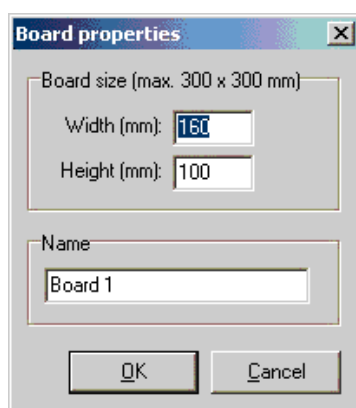 Board properties
Board size (max. 300 x 300 mm)
Width (mm): 160
Height (mm): 100
Name
Board 1
OK Cancel